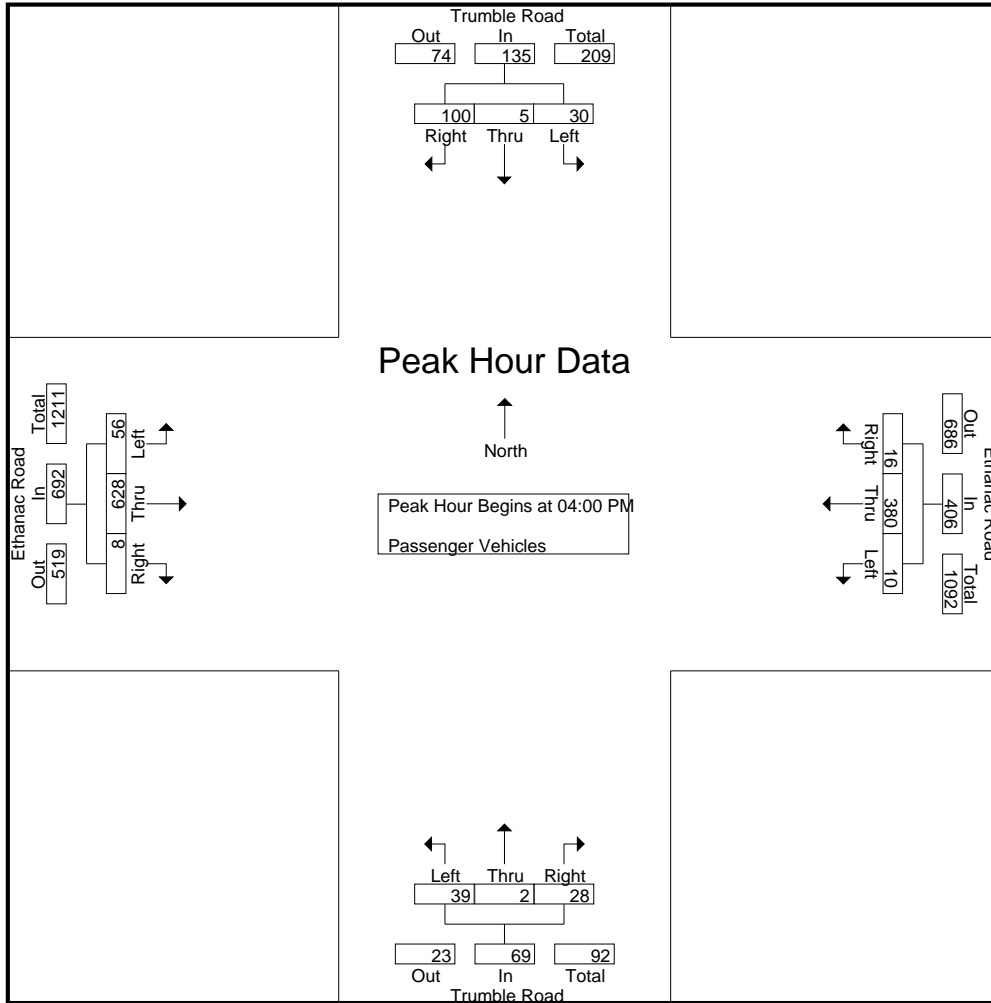 Trumble Road
Out In Total
74 135 209
100 5 30
Right Thru Left
Peak Hour Data
North
Peak Hour Begins at 04:00 PM
Passenger Vehicles
Ethanac Road
Out In Total
519 692 1211
8 628 56
Right Thru Left
Ethanac Road
Out In Total
686 406 1092
16 380 10
Right Thru Left
Left Thru Right
39 2 28
23 69 92
Out In Total
Trumble Road